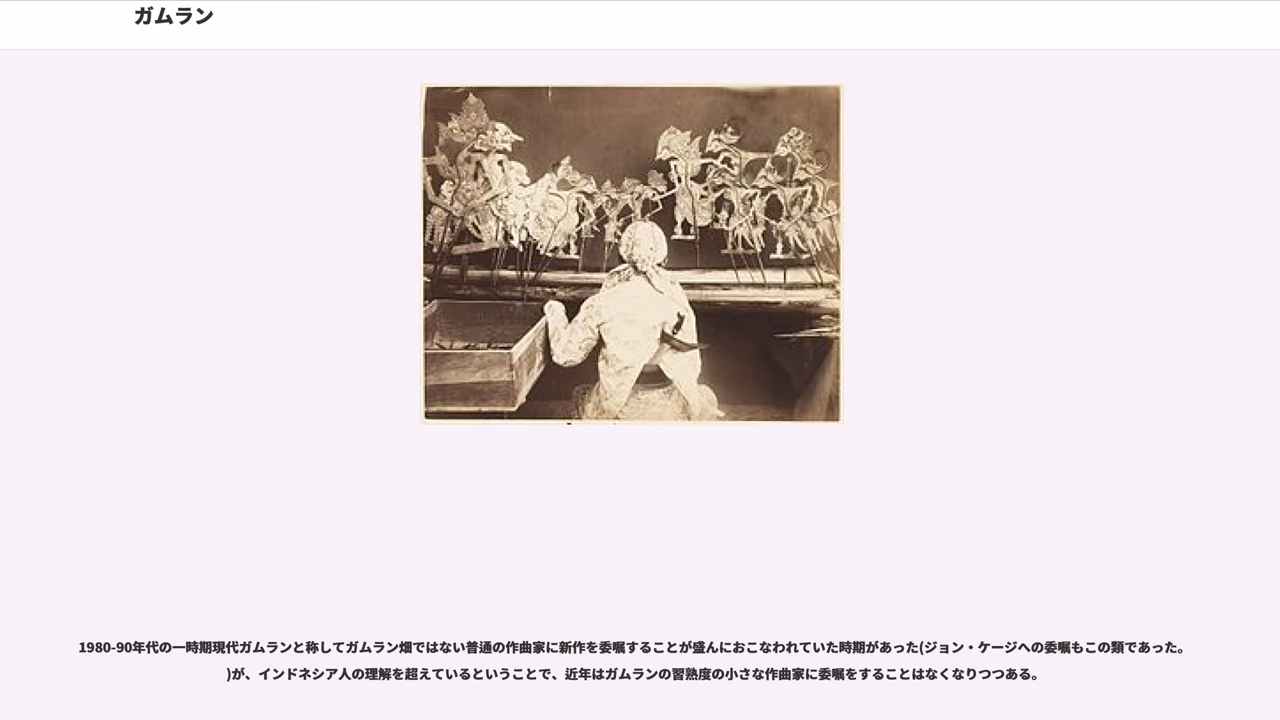 ガムラン
1980-90年代の一時期現代ガムランと称してガムラン畑ではない普通の作曲家に新作を委嘱することが盛んにおこなわれていた時期があった(ジョン・ケージへの委嘱もこの類であった。
)が、インドネシア人の理解を超えているということで、近年はガムランの習熟度の小さな作曲家に委嘱をすることはなくなりつつある。